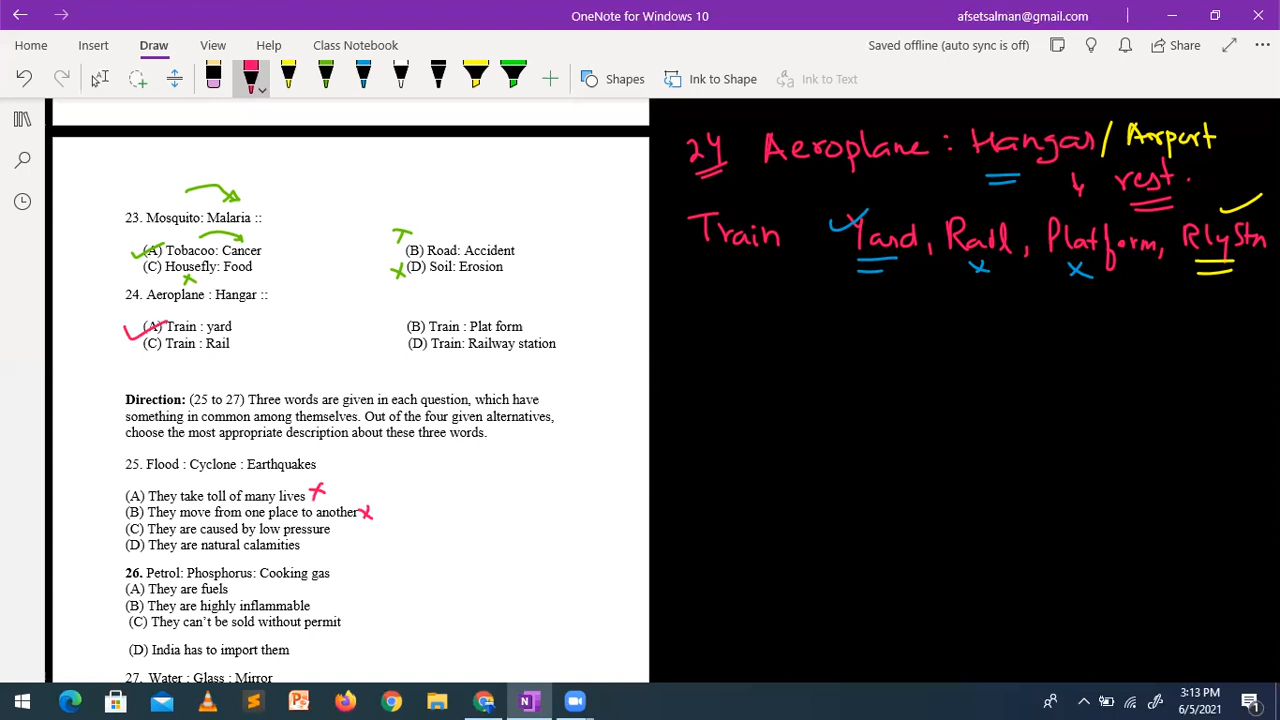 OneNote for Windows 10
afsetsalman@gmail.com
Home Insert Draw View Help Class Notebook
Saved offline (auto sync is off) Share
Shapes Ink to Shape Ink to Text
23. Mosquito: Malaria ::
(A) Tobacoo: Cancer (B) Road: Accident
(C) Housefly: Food (D) Soil: Erosion
24. Aeroplane : Hangar ::
(A) Train : yard (B) Train : Plat form
(C) Train : Rail (D) Train: Railway station
Direction: (25 to 27) Three words are given in each question, which have
something in common among themselves. Out of the four given alternatives,
choose the most appropriate description about these three words.
25. Flood : Cyclone : Earthquakes
(A) They take toll of many lives
(B) They move from one place to another
(C) They are caused by low pressure
(D) They are natural calamities
26. Petrol: Phosphorus: Cooking gas
(A) They are fuels
(B) They are highly inflammable
(C) They can't be sold without permit
(D) India has to import them
27. Water : Glass : Mirror
24 Aeroplane : Hangar / Airport
rest.
Train Yard, Rail, Platform, Rly Stn
3:13 PM
6/5/2021